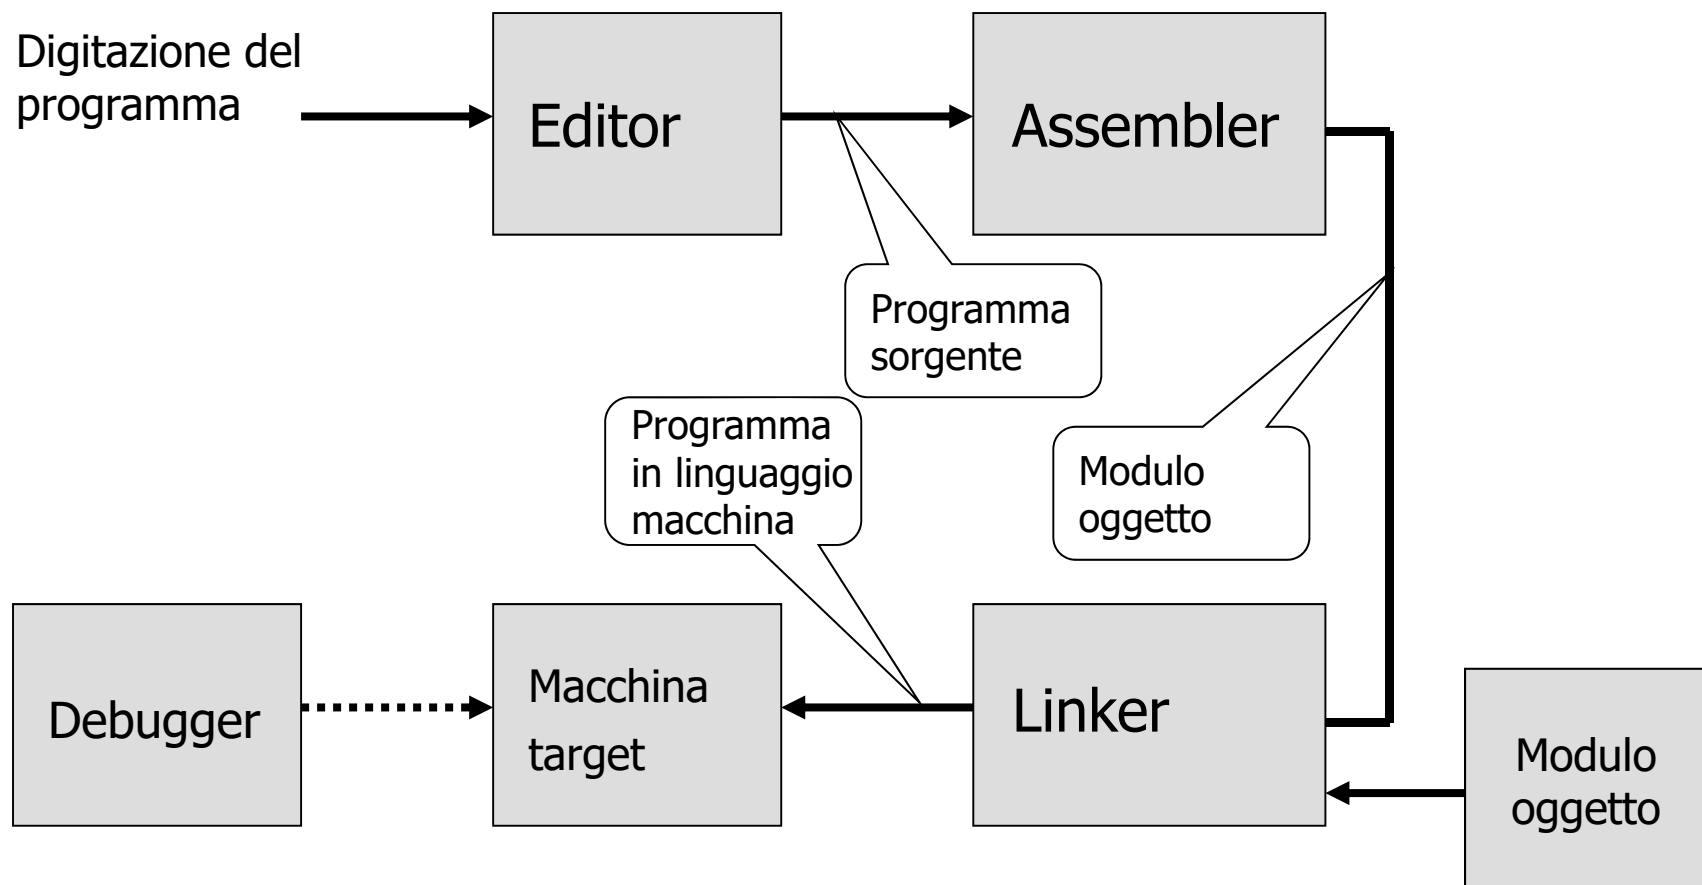 Digitazione del
programma
Editor
Assembler
Programma
sorgente
Programma
in linguaggio
macchina
Modulo
oggetto
Debugger
Macchina
target
Linker
Modulo
oggetto